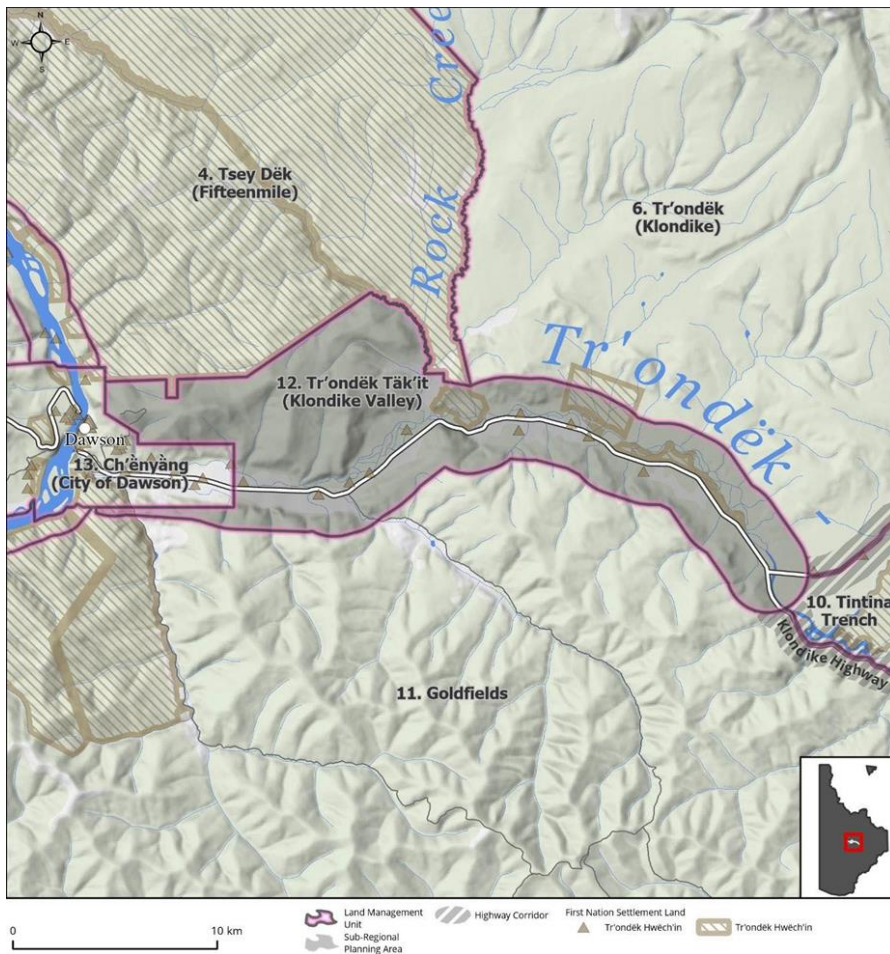 N
W E
S
Rock Cree
4. Tsey Dëk
(Fifteenmile)
6. Tr'ondëk
(Klondike)
Tr'ondëk
12. Tr'ondëk Täk'it
(Klondike Valley)
Dawson
13. Ch'ënyäng
(City of Dawson)
10. Tintina
Trench
Klondike Highway
11. Goldfields
0 10 km
Land Management
Unit
Sub-Regional
Planning Area
Highway Corridor
First Nation Settlement Land
Tr'ondëk Hwëch'in
Tr'ondëk Hwëch'in